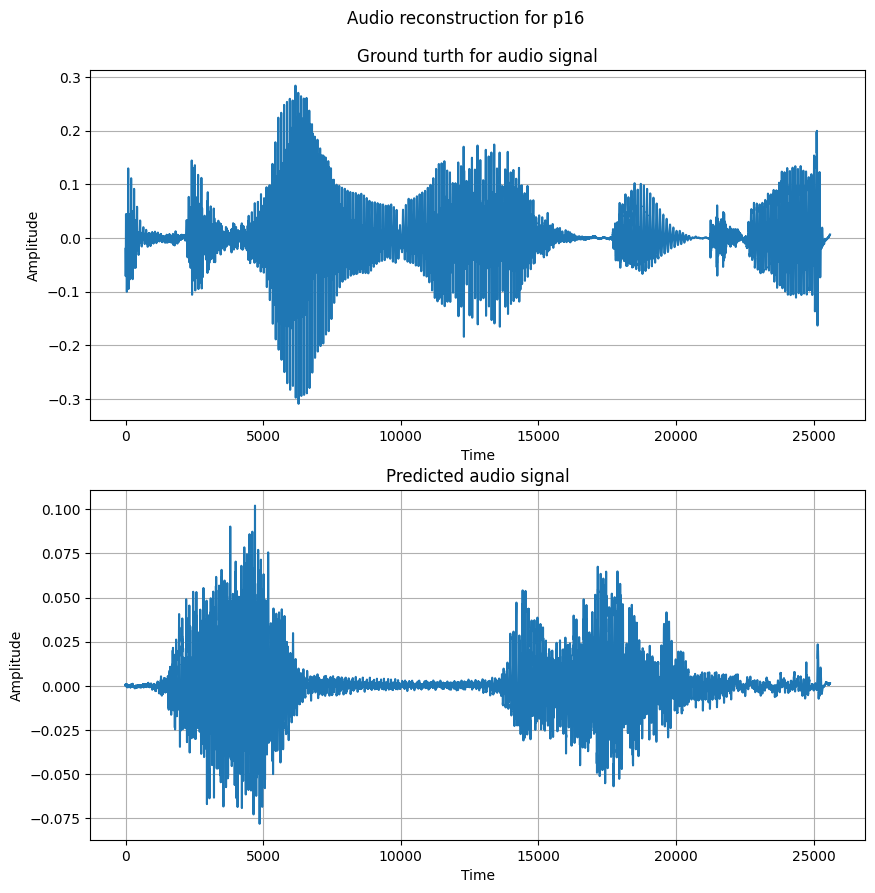 Audio reconstruction for p16
Ground turth for audio signal
Amplitude
0.3
0.2
0.1
0.0
−0.1
−0.2
−0.3
0 5000 10000 15000 20000 25000
Time
Predicted audio signal
Amplitude
0.100
0.075
0.050
0.025
0.000
−0.025
−0.050
−0.075
0 5000 10000 15000 20000 25000
Time